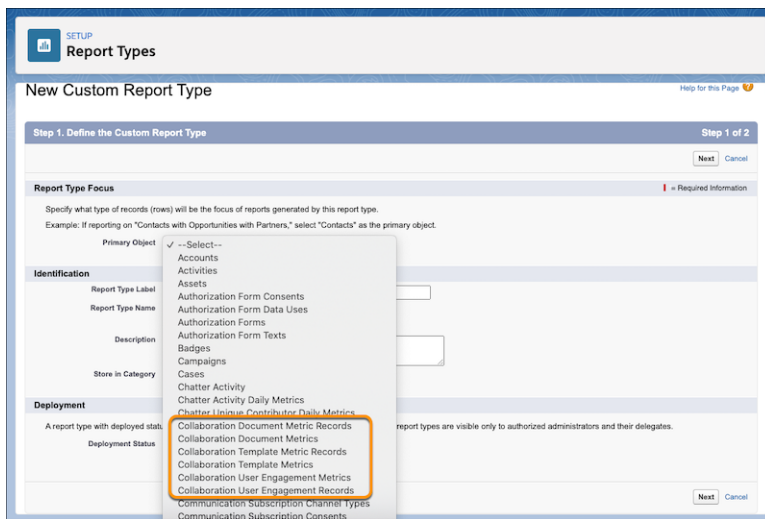 SETUP
Report Types
New Custom Report Type
Help for this Page ?
Step 1. Define the Custom Report Type Step 1 of 2
Next Cancel
Report Type Focus = Required Information
Specify what type of records (rows) will be the focus of reports generated by this report type.
Example: If reporting on "Contacts with Opportunities with Partners," select "Contacts" as the primary object.
Primary Object ✓ --Select--
Accounts
Activities
Identification
Assets
Report Type Label Authorization Form Consents
Report Type Name Authorization Form Data Uses
Authorization Forms
Description Authorization Form Texts
Badges
Campaigns
Store in Category Cases
Chatter Activity
Chatter Activity Daily Metrics
Deployment
Chatter Unique Contributor Daily Metrics
A report type with deployed statu Collaboration Document Metric Records report types are visible only to authorized administrators and their delegates.
Deployment Status Collaboration Document Metrics
Collaboration Template Metric Records
Collaboration Template Metrics
Collaboration User Engagement Metrics
Collaboration User Engagement Records
Next Cancel
Communication Subscription Channel Types
Communication Subscription Consents